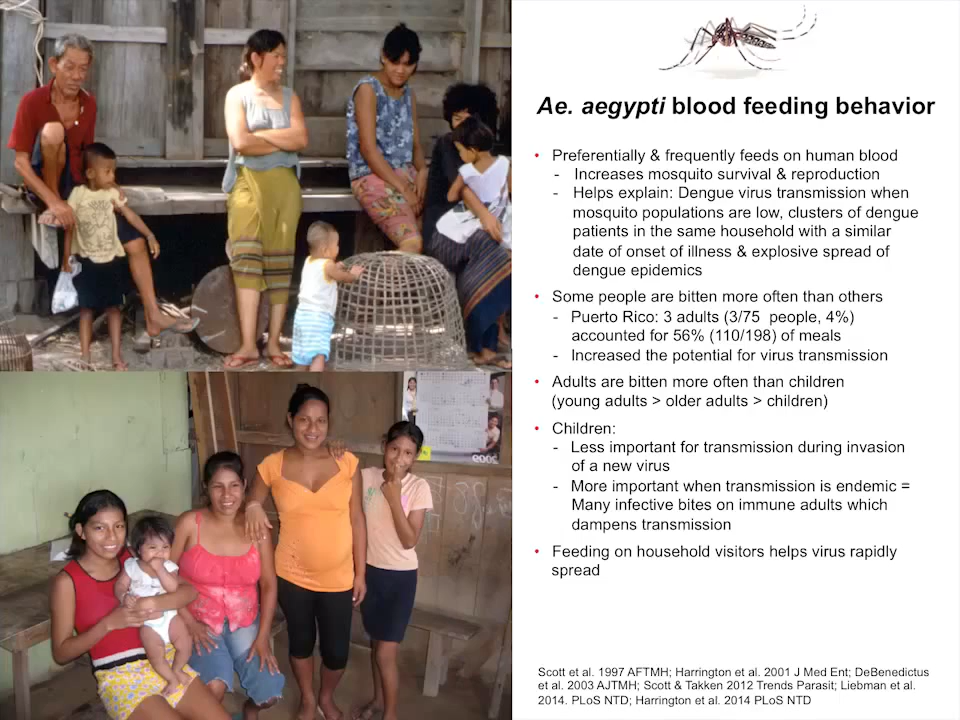 Ae. aegypti blood feeding behavior
• Preferentially & frequently feeds on human blood
- Increases mosquito survival & reproduction
- Helps explain: Dengue virus transmission when
mosquito populations are low, clusters of dengue
patients in the same household with a similar
date of onset of illness & explosive spread of
dengue epidemics
• Some people are bitten more often than others
- Puerto Rico: 3 adults (3/75 people, 4%)
accounted for 56% (110/198) of meals
- Increased the potential for virus transmission
• Adults are bitten more often than children
(young adults > older adults > children)
• Children:
- Less important for transmission during invasion
of a new virus
- More important when transmission is endemic =
Many infective bites on immune adults which
dampens transmission
• Feeding on household visitors helps virus rapidly
spread
Scott et al. 1997 AFTMH; Harrington et al. 2001 J Med Ent; DeBenedictus
et al. 2003 AJTMH; Scott & Takken 2012 Trends Parasit; Liebman et al.
2014. PLoS NTD; Harrington et al. 2014 PLoS NTD
2009